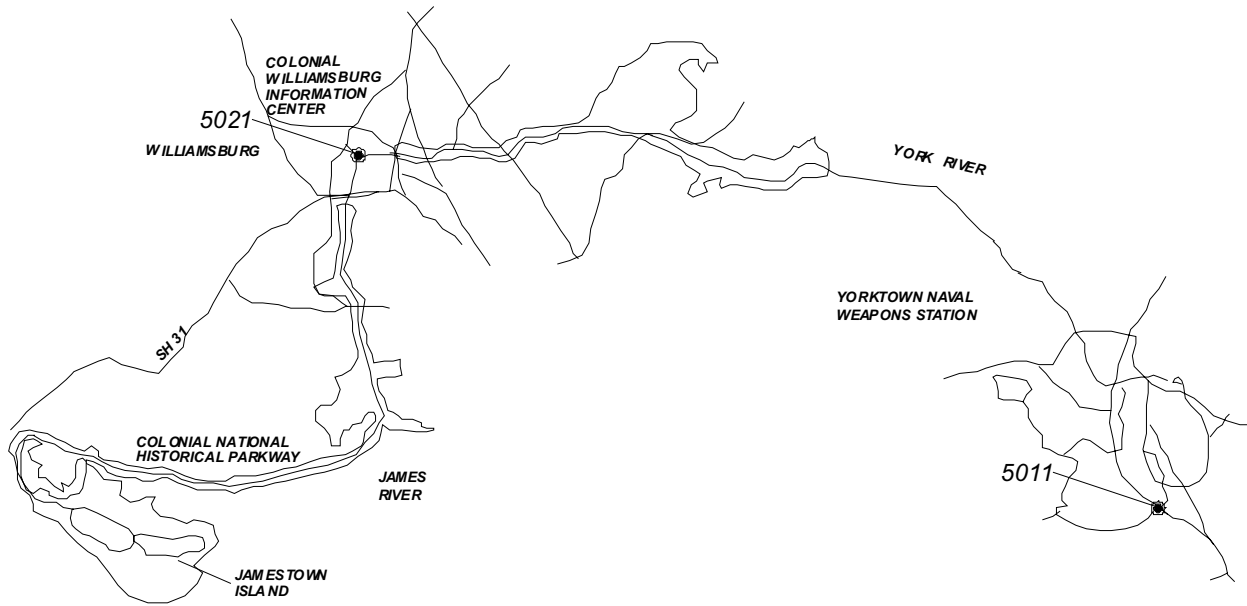 COLONIAL
WILLIAMSBURG
INFORMATION
CENTER
5021
WILLIAMSBURG
YORK RIVER
YORKTOWN NAVAL
WEAPONS STATION
SH 31
COLONIAL NATIONAL
HISTORICAL PARKWAY
JAMES
RIVER
5011
JAMESTOWN
ISLAND